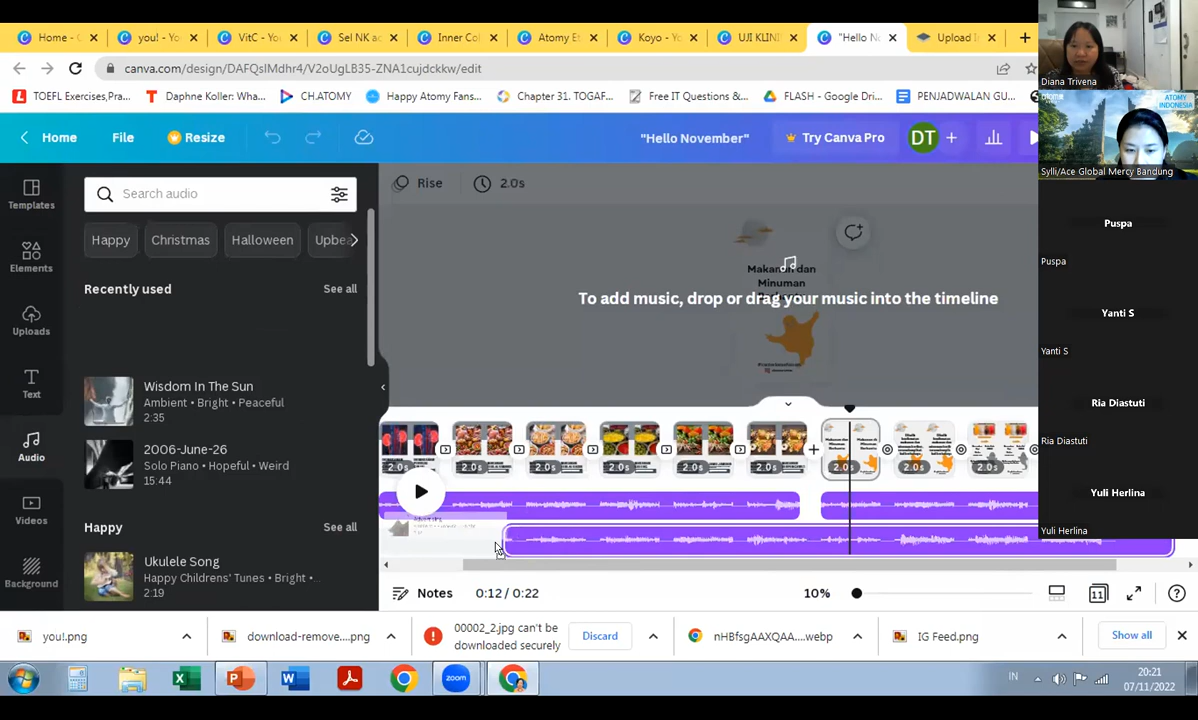 Home - C
you! - Yo
VitC - Yo
Sel NK a
Inner Co
Atomy E
Koyo - Yo
UJI KLINI
"Hello No
Upload I
canva.com/design/DAFQsIMdhr4/V2oUgLB35-ZNA1cujdckkw/edit
TOEFL Exercises,Pra...
Daphne Koller: Wha...
CH.ATOMY
Happy Atomy Fans...
Chapter 31. TOGAF...
Free IT Questions &...
FLASH - Google Dri...
PENJADWALAN GU...
Home
File
Resize
"Hello November"
Try Canva Pro
DT
Templates
Elements
Uploads
Text
Audio
Videos
Background
Search audio
Happy
Christmas
Halloween
Upbea
Recently used
See all
Wisdom In The Sun
Ambient • Bright • Peaceful
2:35
2006-June-26
Solo Piano • Hopeful • Weird
15:44
Happy
See all
Ukulele Song
Happy Childrens' Tunes • Bright •...
2:19
Rise
2.0s
Makanan dan
Minuman
To add music, drop or drag your music into the timeline
2.0s
2.0s
2.0s
2.0s
2.0s
2.0s
2.0s
2.0s
Notes
0:12 / 0:22
10%
11
Diana Trivena
ATOMY
INDONESIA
Sylli/Ace Global Mercy Bandung
Puspa
Puspa
Yanti S
Yanti S
Ria Diastuti
Ria Diastuti
Yuli Herlina
Yuli Herlina
you!.png
download-remove....png
00002_2.jpg can't be
downloaded securely
Discard
nHBfsgAAXQAA....webp
IG Feed.png
Show all
zoom
IN
20:21
07/11/2022